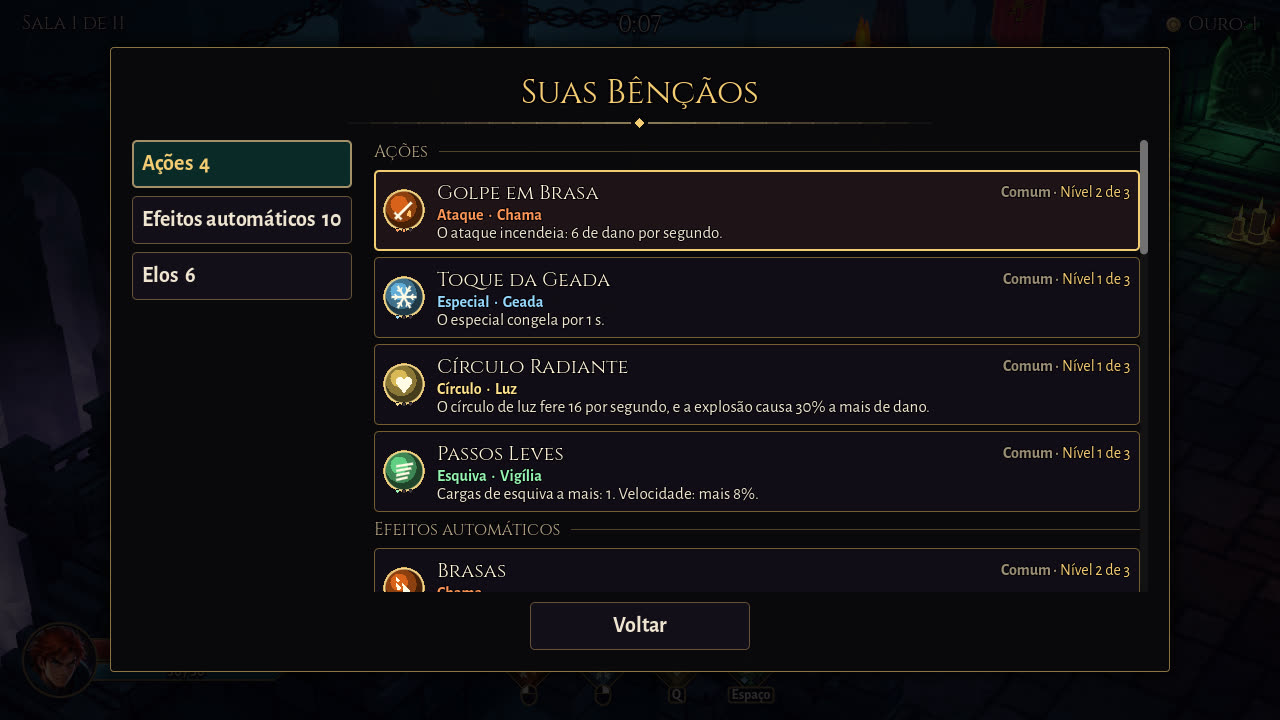 Sala 1 de 11
0:07
Ouro: 1
Suas Bênçãos
Ações 4
Efeitos automáticos 10
Elos 6
Ações
Golpe em Brasa
Comum · Nível 2 de 3
Ataque · Chama
O ataque incendeia: 6 de dano por segundo.
Toque da Geada
Comum · Nível 1 de 3
Especial · Geada
O especial congela por 1 s.
Círculo Radiante
Comum · Nível 1 de 3
Círculo · Luz
O círculo de luz fere 16 por segundo, e a explosão causa 30% a mais de dano.
Passos Leves
Comum · Nível 1 de 3
Esquiva · Vigília
Cargas de esquiva a mais: 1. Velocidade: mais 8%.
Efeitos automáticos
Brasas
Comum · Nível 2 de 3
Chama
Voltar
Q
Espaço